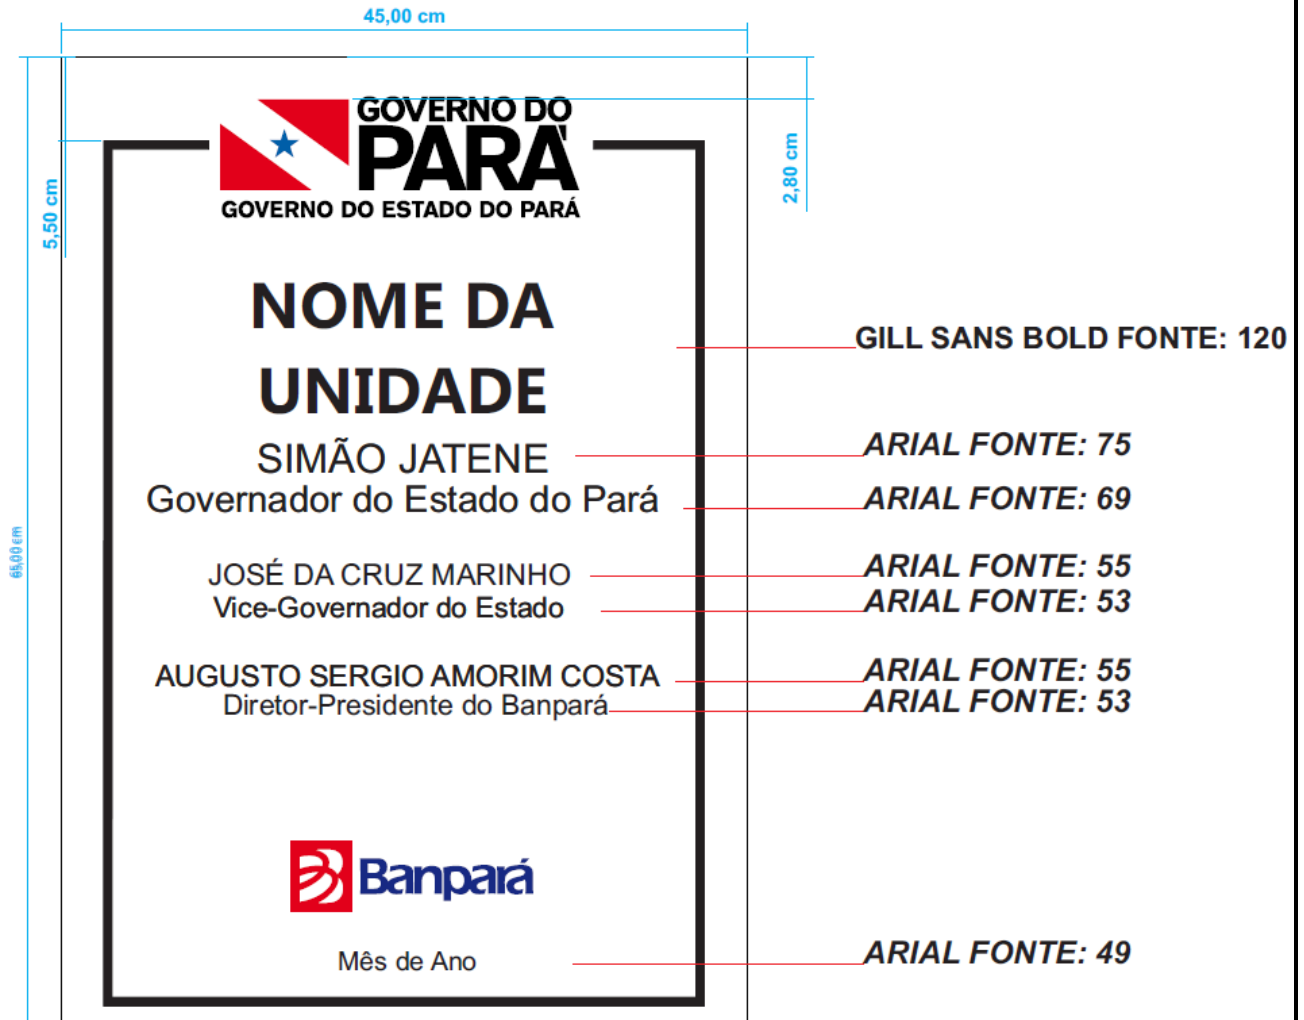 45,00 cm
GOVERNO DO
PARÁ
GOVERNO DO ESTADO DO PARÁ
2,80 cm
5,50 cm
NOME DA
UNIDADE
GILL SANS BOLD FONTE: 120
SIMÃO JATENE
ARIAL FONTE: 75
Governador do Estado do Pará
ARIAL FONTE: 69
65,00 cm
JOSÉ DA CRUZ MARINHO
ARIAL FONTE: 55
Vice-Governador do Estado
ARIAL FONTE: 53
AUGUSTO SERGIO AMORIM COSTA
ARIAL FONTE: 55
Diretor-Presidente do Banpará
ARIAL FONTE: 53
Banpará
Mês de Ano
ARIAL FONTE: 49